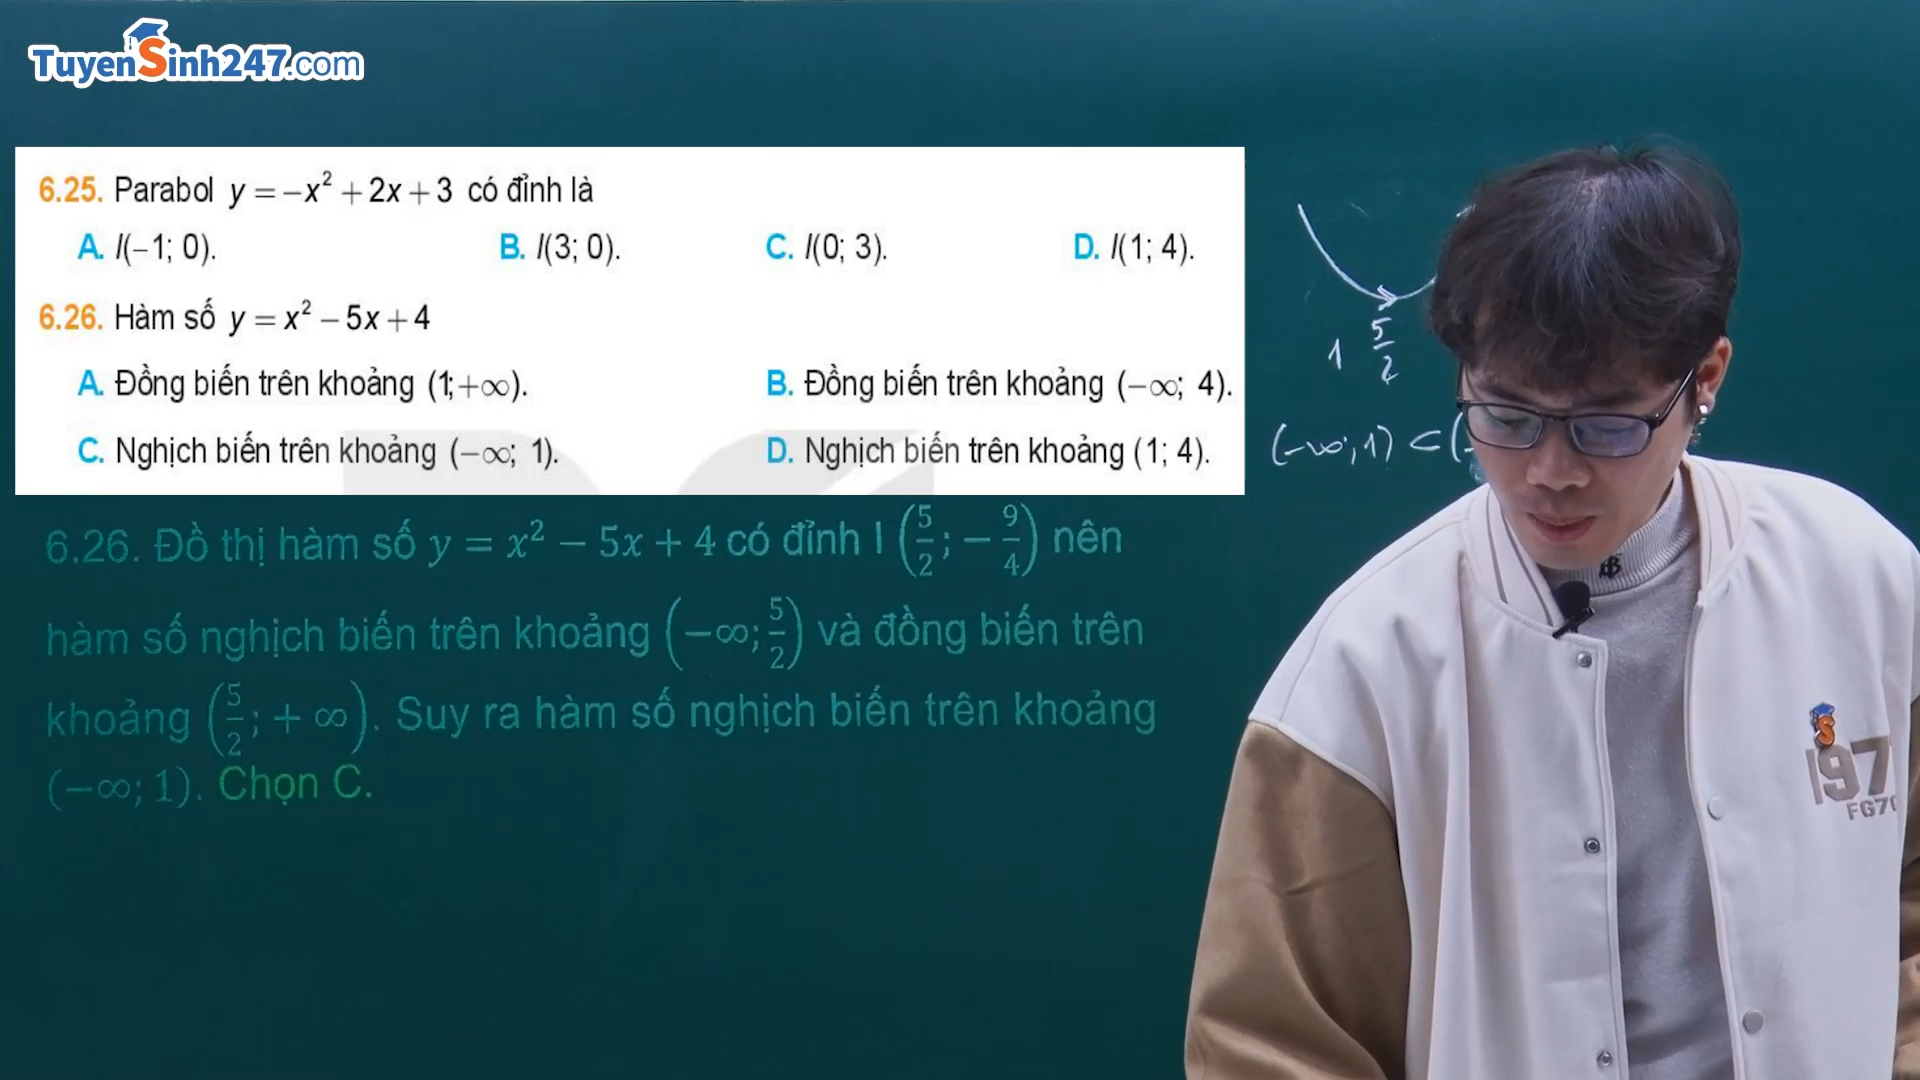 TuyenSinh247.com
6.25. Parabol y = −x² + 2x + 3 có đỉnh là
A. I(−1; 0). B. I(3; 0). C. I(0; 3). D. I(1; 4).
6.26. Hàm số y = x² − 5x + 4
A. Đồng biến trên khoảng (1; +∞). B. Đồng biến trên khoảng (−∞; 4).
C. Nghịch biến trên khoảng (−∞; 1). D. Nghịch biến trên khoảng (1; 4).
1 5/2
(−∞; 1) ⊂ (
6.26. Đồ thị hàm số y = x² − 5x + 4 có đỉnh I (5/2; −9/4) nên
hàm số nghịch biến trên khoảng (−∞; 5/2) và đồng biến trên
khoảng (5/2; +∞). Suy ra hàm số nghịch biến trên khoảng
(−∞; 1). Chọn C.
S
197
FG70